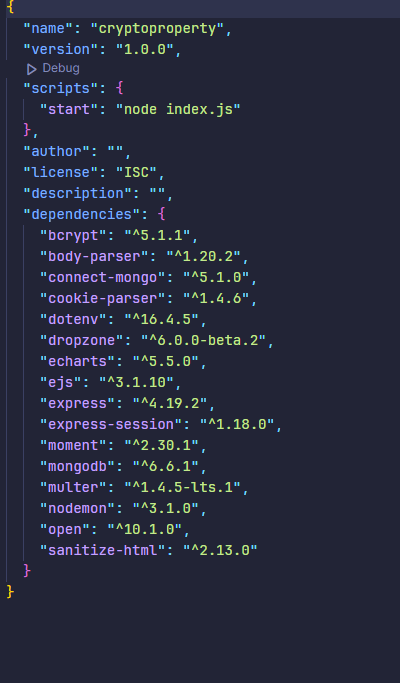 {
"name": "cryptoproperty",
"version": "1.0.0",
Debug
"scripts": {
"start": "node index.js"
},
"author": "",
"license": "ISC",
"description": "",
"dependencies": {
"bcrypt": "^5.1.1",
"body-parser": "^1.20.2",
"connect-mongo": "^5.1.0",
"cookie-parser": "^1.4.6",
"dotenv": "^16.4.5",
"dropzone": "^6.0.0-beta.2",
"echarts": "^5.5.0",
"ejs": "^3.1.10",
"express": "^4.19.2",
"express-session": "^1.18.0",
"moment": "^2.30.1",
"mongodb": "^6.6.1",
"multer": "^1.4.5-lts.1",
"nodemon": "^3.1.0",
"open": "^10.1.0",
"sanitize-html": "^2.13.0"
}
}